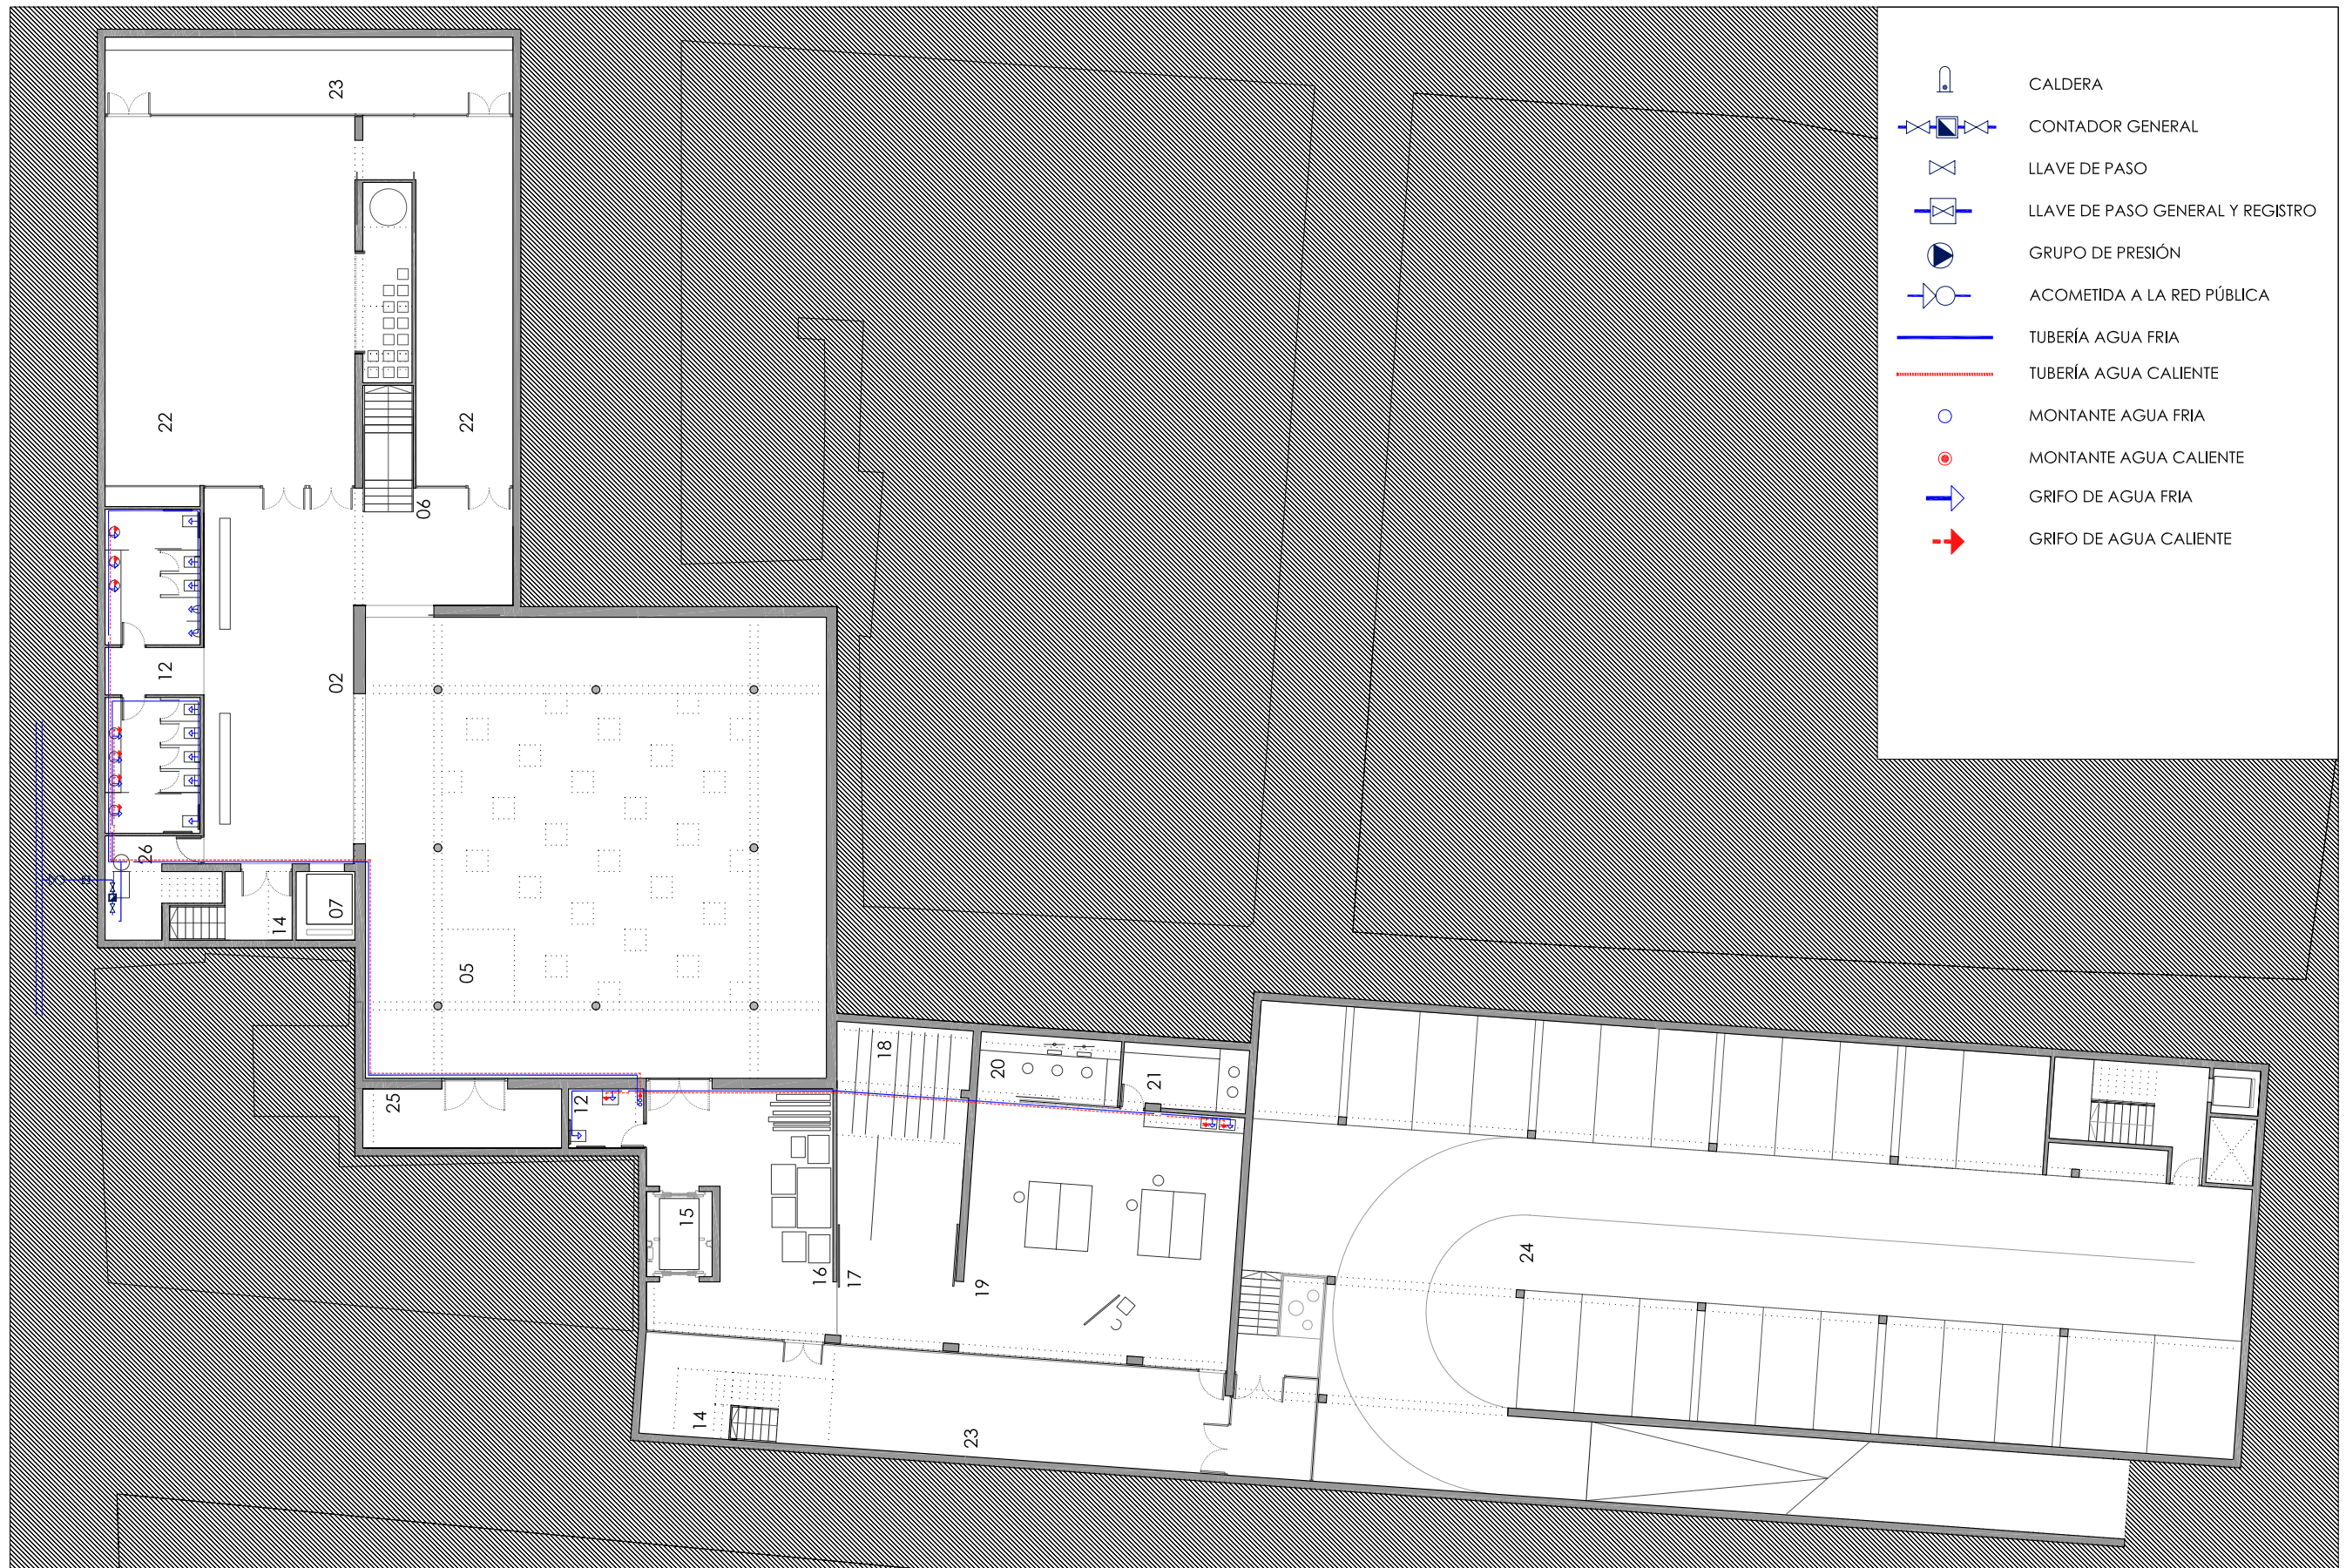 CALDERA
CONTADOR GENERAL
LLAVE DE PASO
LLAVE DE PASO GENERAL Y REGISTRO
GRUPO DE PRESIÓN
ACOMETIDA A LA RED PÚBLICA
TUBERÍA AGUA FRIA
TUBERÍA AGUA CALIENTE
MONTANTE AGUA FRIA
MONTANTE AGUA CALIENTE
GRIFO DE AGUA FRIA
GRIFO DE AGUA CALIENTE
23
22
22
06
12
02
26
14
07
05
25
12
18
20
21
15
16
17
19
24
14
23